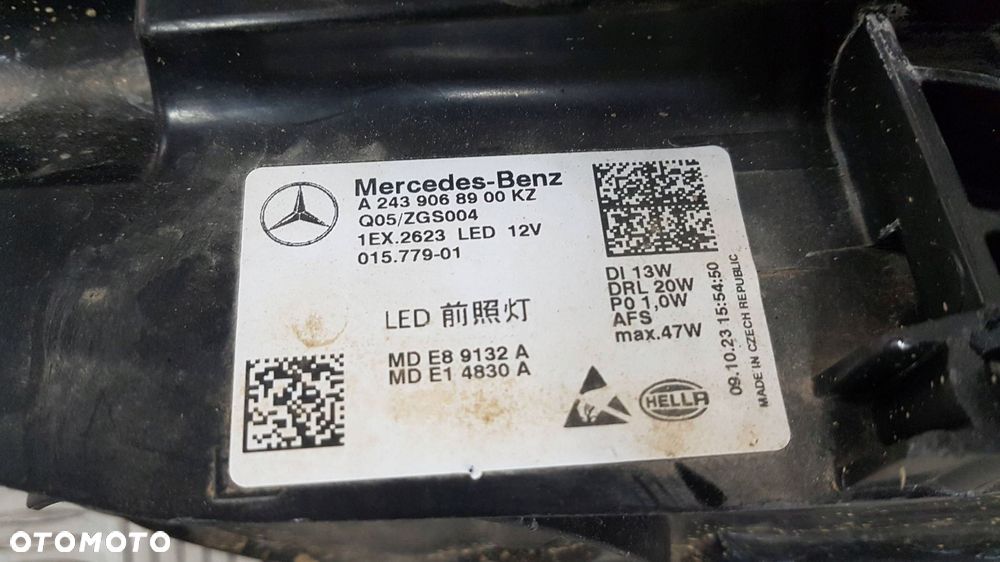 Mercedes-Benz
A 243 906 89 00 KZ
Q05/ZGS004
1EX.2623 LED 12V
015.779-01
LED 前照灯
MD E8 9132 A
MD E1 4830 A
DI 13W
DRL 20W
P0 1,0W
AFS
max.47W
HELLA
09.10.23 15:54:50
MADE IN CZECH REPUBLIC
OTOMOTO